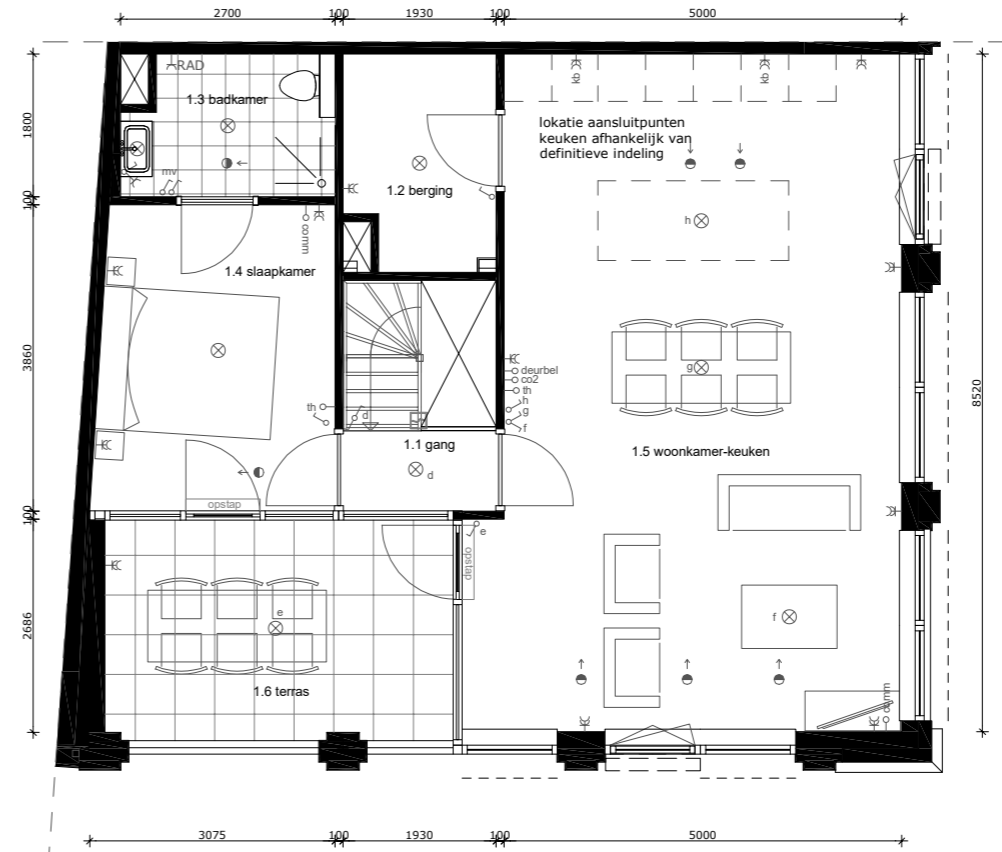 2700
100
1930
100
5000
RAD
1.3 badkamer
kb
kb
lokatie aansluitpunten
keuken afhankelijk van
definitieve indeling
1800
mv
1.2 berging
100
h
comm
1.4 slaapkamer
3860
g
deurbel
co2
th
h
g
f
8520
th
d
1.1 gang
d
1.5 woonkamer-keuken
opstap
100
e
opstap
2686
e
f
1.6 terras
comm
3075
100
1930
100
5000